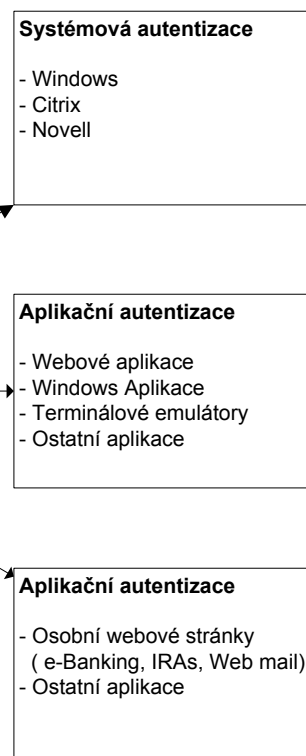 Systémová autentizace
- Windows
- Citrix
- Novell
Aplikační autentizace
- Webové aplikace
- Windows Aplikace
- Terminálové emulátory
- Ostatní aplikace
Aplikační autentizace
- Osobní webové stránky
( e-Banking, IRAs, Web mail)
- Ostatní aplikace